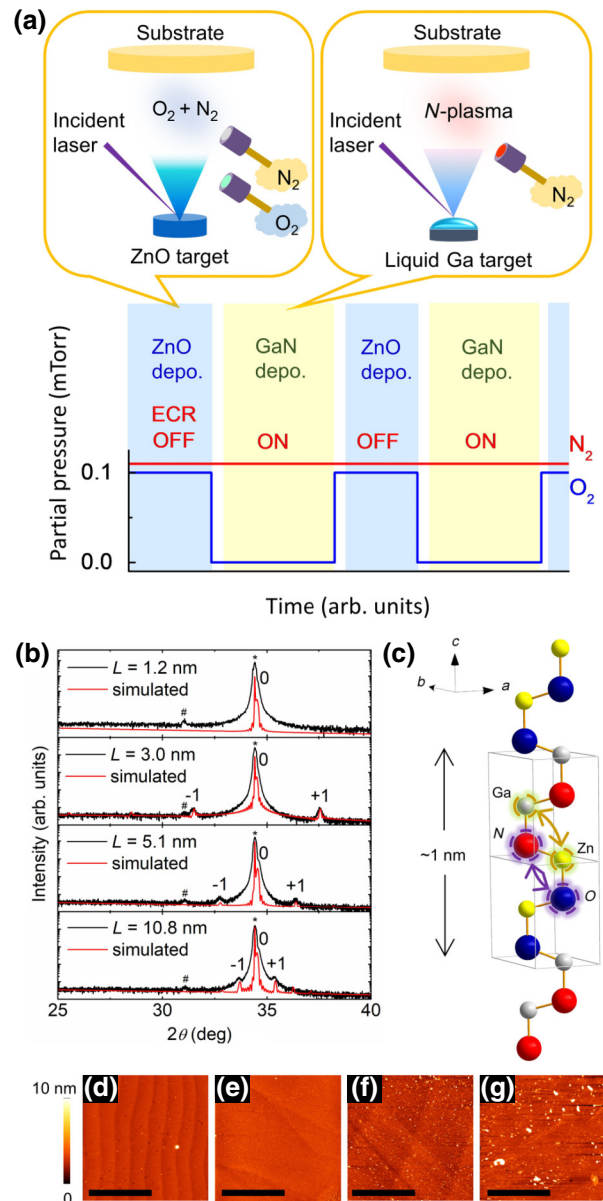 (a)
Substrate
Substrate
O₂ + N₂
N-plasma
Incident
laser
Incident
laser
N₂
O₂
N₂
ZnO target
Liquid Ga target
ZnO
depo.
GaN
depo.
ZnO
depo.
GaN
depo.
ECR
OFF
ON
OFF
ON
N₂
O₂
0.1
0.0
Partial pressure (mTorr)
Time (arb. units)
(b)
L = 1.2 nm
simulated
*
0
#
L = 3.0 nm
simulated
*
0
-1
+1
#
L = 5.1 nm
simulated
*
0
-1
+1
#
L = 10.8 nm
simulated
*
0
-1
+1
#
Intensity (arb. units)
25
30
35
40
2θ (deg)
(c)
c
b
a
Ga
N
Zn
O
~1 nm
10 nm
0
(d)
(e)
(f)
(g)